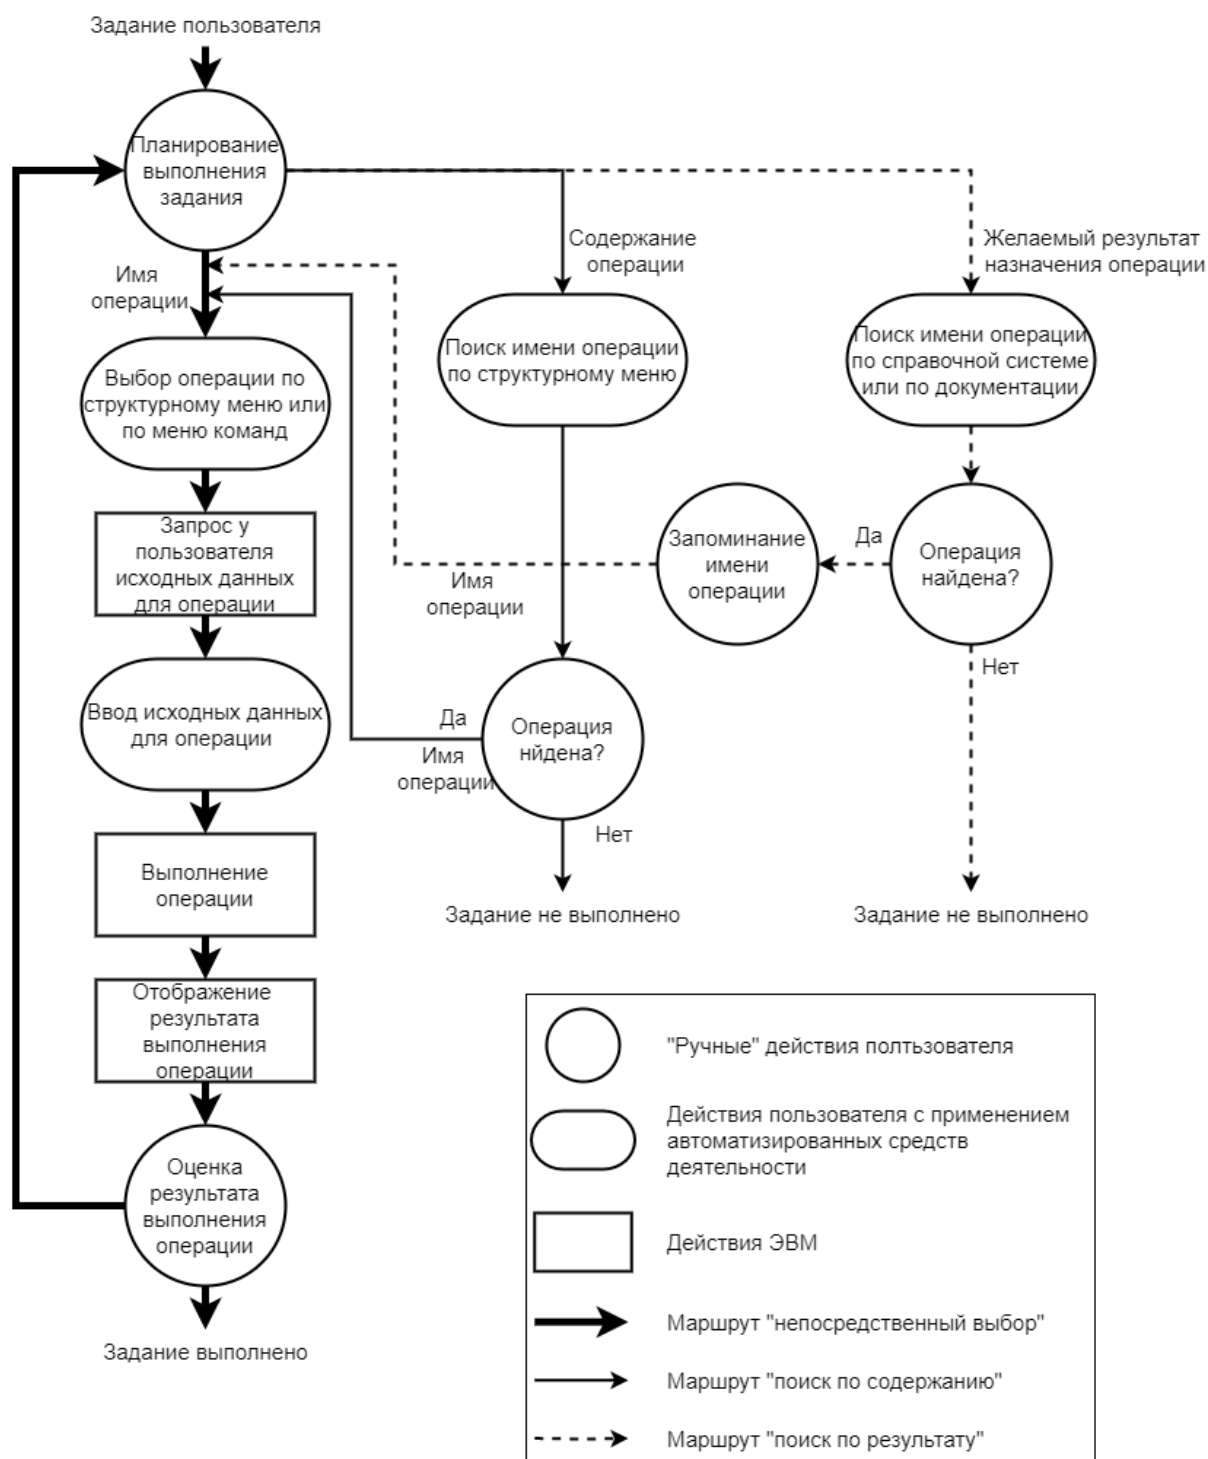 Задание пользователя
Планирование
выполнения
задания
Имя
операции
Содержание
операции
Желаемый результат
назначения операции
Выбор операции по
структурному меню или
по меню команд
Поиск имени операции
по структурному меню
Поиск имени операции
по справочной системе
или по документации
Запрос у
пользователя
исходных данных
для операции
Запоминание
имени
операции
Да
Операция
найдена?
Имя
операции
Нет
Ввод исходных данных
для операции
Да
Имя
операции
Операция
нйдена?
Нет
Выполнение
операции
Задание не выполнено
Задание не выполнено
Отображение
результата
выполнения
операции
Оценка
результата
выполнения
операции
Задание выполнено
"Ручные" действия полтьзователя
Действия пользователя с применением
автоматизированных средств
деятельности
Действия ЭВМ
Маршрут "непосредственный выбор"
Маршрут "поиск по содержанию"
Маршрут "поиск по результату"